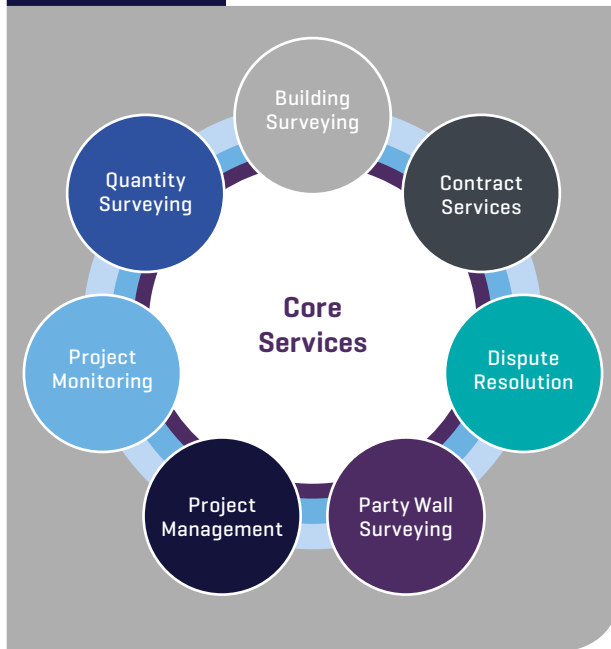 Building
Surveying
Contract
Services
Dispute
Resolution
Party Wall
Surveying
Project
Management
Project
Monitoring
Quantity
Surveying
Core
Services